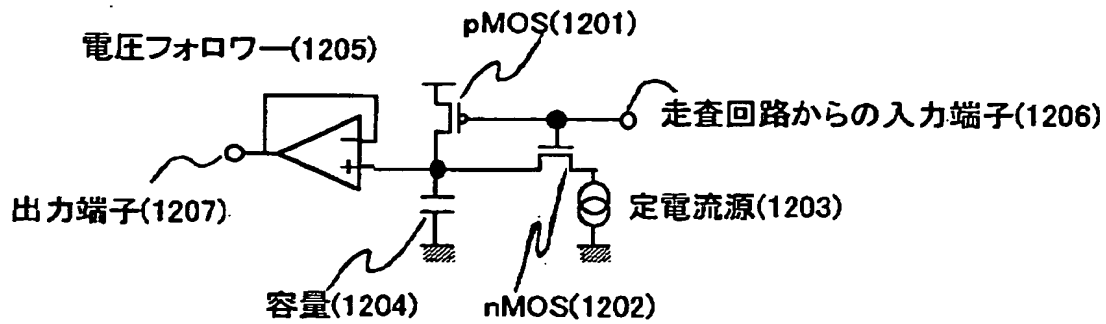 pMOS(1201)
電圧フォロワー(1205)
走査回路からの入力端子(1206)
出力端子(1207)
定電流源(1203)
容量(1204)
nMOS(1202)